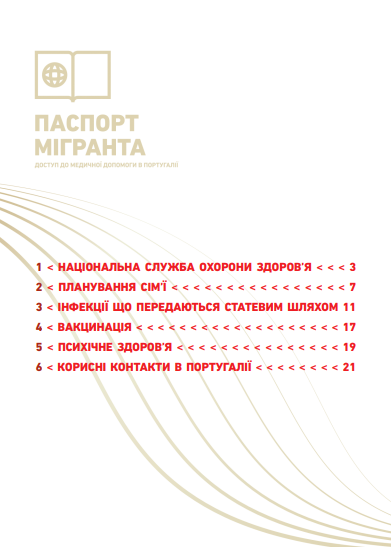 ПАСПОРТ
МІГРАНТА
ДОСТУП ДО МЕДИЧНОЇ ДОПОМОГИ В ПОРТУГАЛІЇ
1 < НАЦІОНАЛЬНА СЛУЖБА ОХОРОНИ ЗДОРОВ'Я < < < 3
2 < ПЛАНУВАННЯ СІМ'Ї < < < < < < < < < < < < < < < < 7
3 < ІНФЕКЦІЇ ЩО ПЕРЕДАЮТЬСЯ СТАТЕВИМ ШЛЯХОМ 11
4 < ВАКЦИНАЦІЯ < < < < < < < < < < < < < < < < < < 17
5 < ПСИХІЧНЕ ЗДОРОВ'Я < < < < < < < < < < < < < < 19
6 < КОРИСНІ КОНТАКТИ В ПОРТУГАЛІЇ < < < < < < < < 21